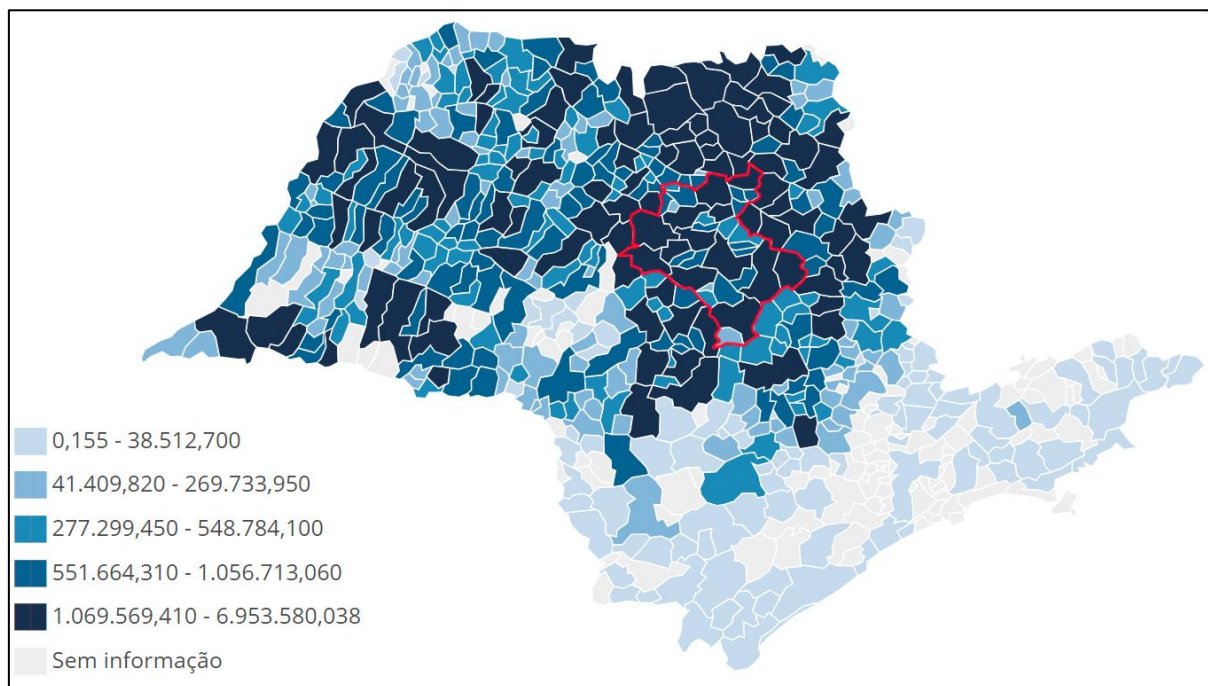 0,155 - 38.512,700
41.409,820 - 269.733,950
277.299,450 - 548.784,100
551.664,310 - 1.056.713,060
1.069.569,410 - 6.953.580,038
Sem informação